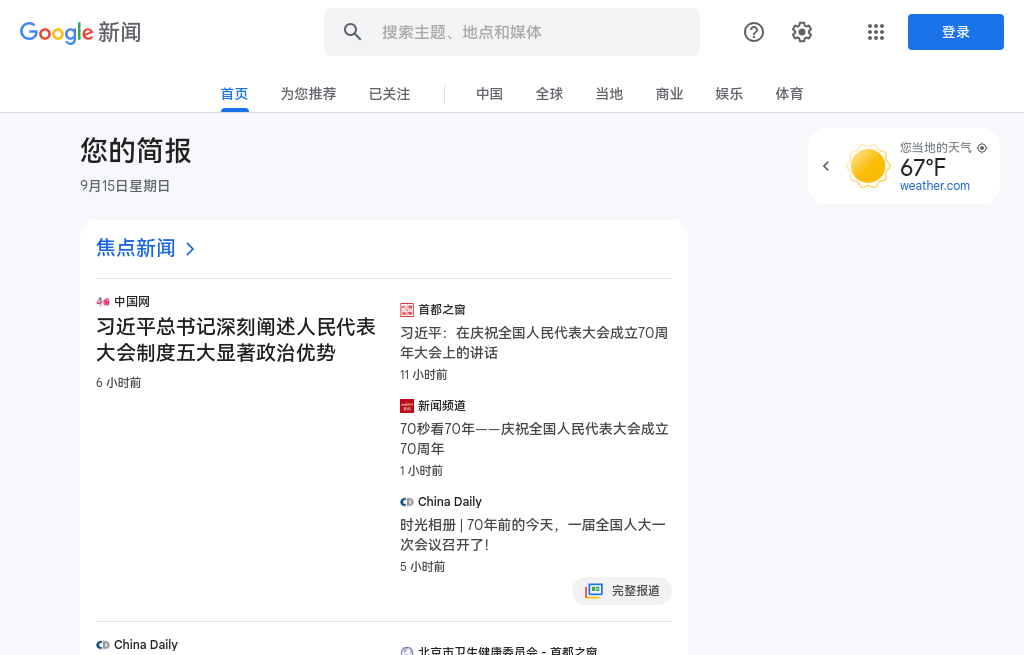 Google 新闻
搜索主题、地点和媒体
登录
首页 为您推荐 已关注 中国 全球 当地 商业 娱乐 体育
您的简报
9月15日星期日
您当地的天气
67°F
weather.com
焦点新闻
中国网
习近平总书记深刻阐述人民代表
大会制度五大显著政治优势
6 小时前
首都之窗
习近平：在庆祝全国人民代表大会成立70周
年大会上的讲话
11 小时前
新闻频道
70秒看70年——庆祝全国人民代表大会成立
70周年
1 小时前
China Daily
时光相册 | 70年前的今天，一届全国人大一
次会议召开了！
5 小时前
完整报道
China Daily
北京市卫生健康委员会 - 首都之窗